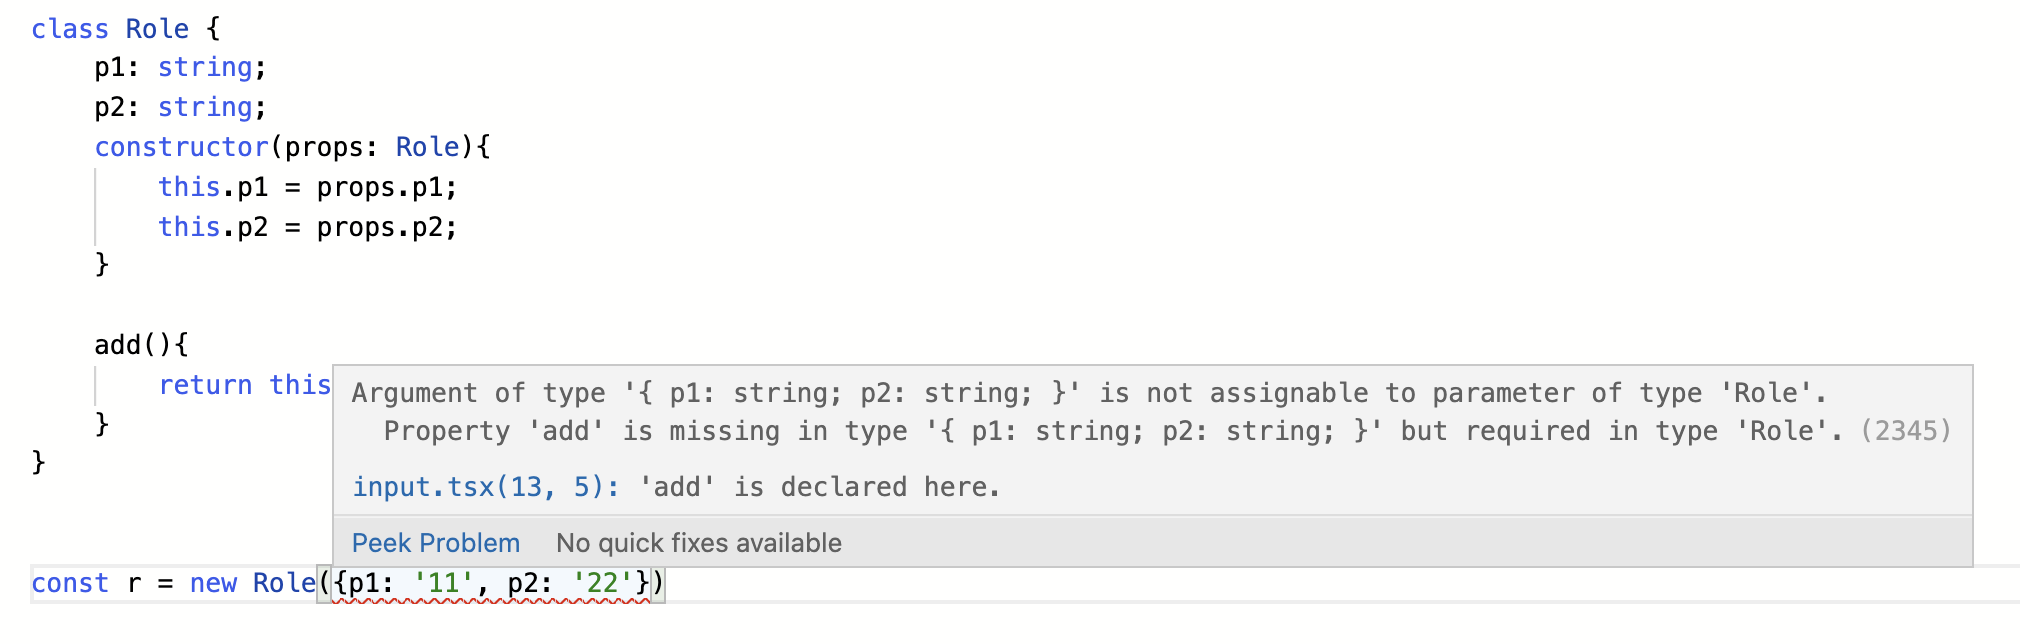 class Role {
    p1: string;
    p2: string;
    constructor(props: Role){
        this.p1 = props.p1;
        this.p2 = props.p2;
    }
    add(){
        return this
    }
}
Argument of type '{ p1: string; p2: string; }' is not assignable to parameter of type 'Role'.
  Property 'add' is missing in type '{ p1: string; p2: string; }' but required in type 'Role'. (2345)
input.tsx(13, 5): 'add' is declared here.
Peek Problem No quick fixes available
const r = new Role({p1: '11', p2: '22'})